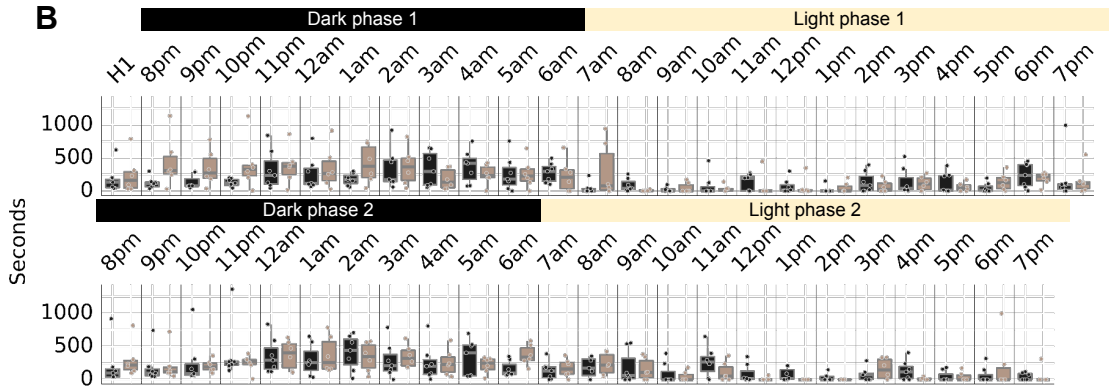 B
Dark phase 1 Light phase 1
H1 8pm 9pm 10pm 11pm 12am 1am 2am 3am 4am 5am 6am 7am 8am 9am 10am 11am 12pm 1pm 2pm 3pm 4pm 5pm 6pm 7pm
1000
500
0
Dark phase 2 Light phase 2
8pm 9pm 10pm 11pm 12am 1am 2am 3am 4am 5am 6am 7am 8am 9am 10am 11am 12pm 1pm 2pm 3pm 4pm 5pm 6pm 7pm
1000
500
0
Seconds